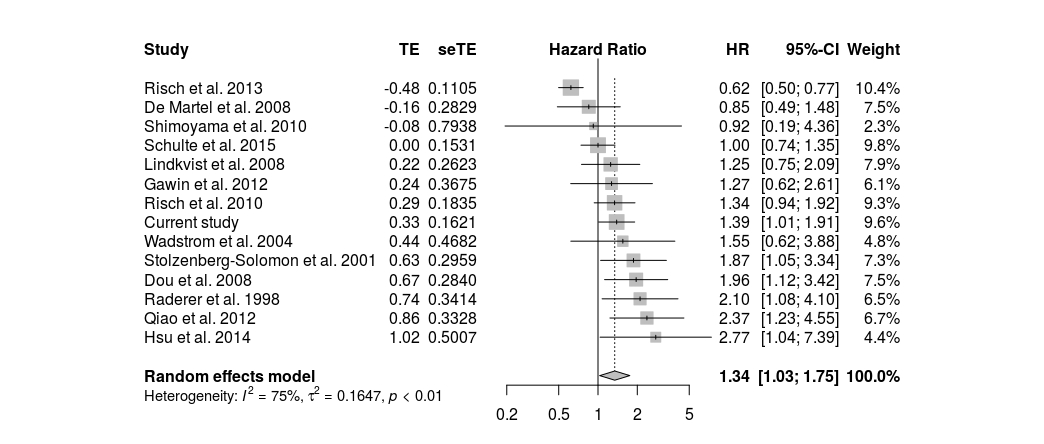 Study TE seTE Hazard Ratio HR 95%-CI Weight
Risch et al. 2013 -0.48 0.1105 0.62 [0.50; 0.77] 10.4%
De Martel et al. 2008 -0.16 0.2829 0.85 [0.49; 1.48] 7.5%
Shimoyama et al. 2010 -0.08 0.7938 0.92 [0.19; 4.36] 2.3%
Schulte et al. 2015 0.00 0.1531 1.00 [0.74; 1.35] 9.8%
Lindkvist et al. 2008 0.22 0.2623 1.25 [0.75; 2.09] 7.9%
Gawin et al. 2012 0.24 0.3675 1.27 [0.62; 2.61] 6.1%
Risch et al. 2010 0.29 0.1835 1.34 [0.94; 1.92] 9.3%
Current study 0.33 0.1621 1.39 [1.01; 1.91] 9.6%
Wadstrom et al. 2004 0.44 0.4682 1.55 [0.62; 3.88] 4.8%
Stolzenberg-Solomon et al. 2001 0.63 0.2959 1.87 [1.05; 3.34] 7.3%
Dou et al. 2008 0.67 0.2840 1.96 [1.12; 3.42] 7.5%
Raderer et al. 1998 0.74 0.3414 2.10 [1.08; 4.10] 6.5%
Qiao et al. 2012 0.86 0.3328 2.37 [1.23; 4.55] 6.7%
Hsu et al. 2014 1.02 0.5007 2.77 [1.04; 7.39] 4.4%
Random effects model 1.34 [1.03; 1.75] 100.0%
Heterogeneity: I² = 75%, τ² = 0.1647, p < 0.01
0.2 0.5 1 2 5